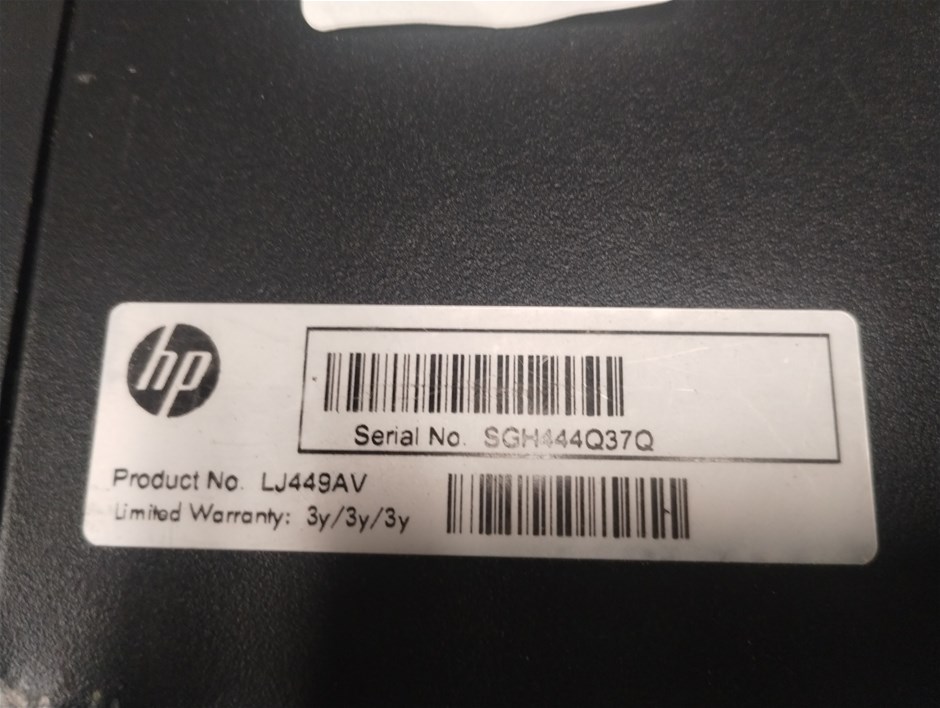 hp
Serial No. SGH444Q37Q
Product No. LJ449AV
Limited Warranty: 3y/3y/3y